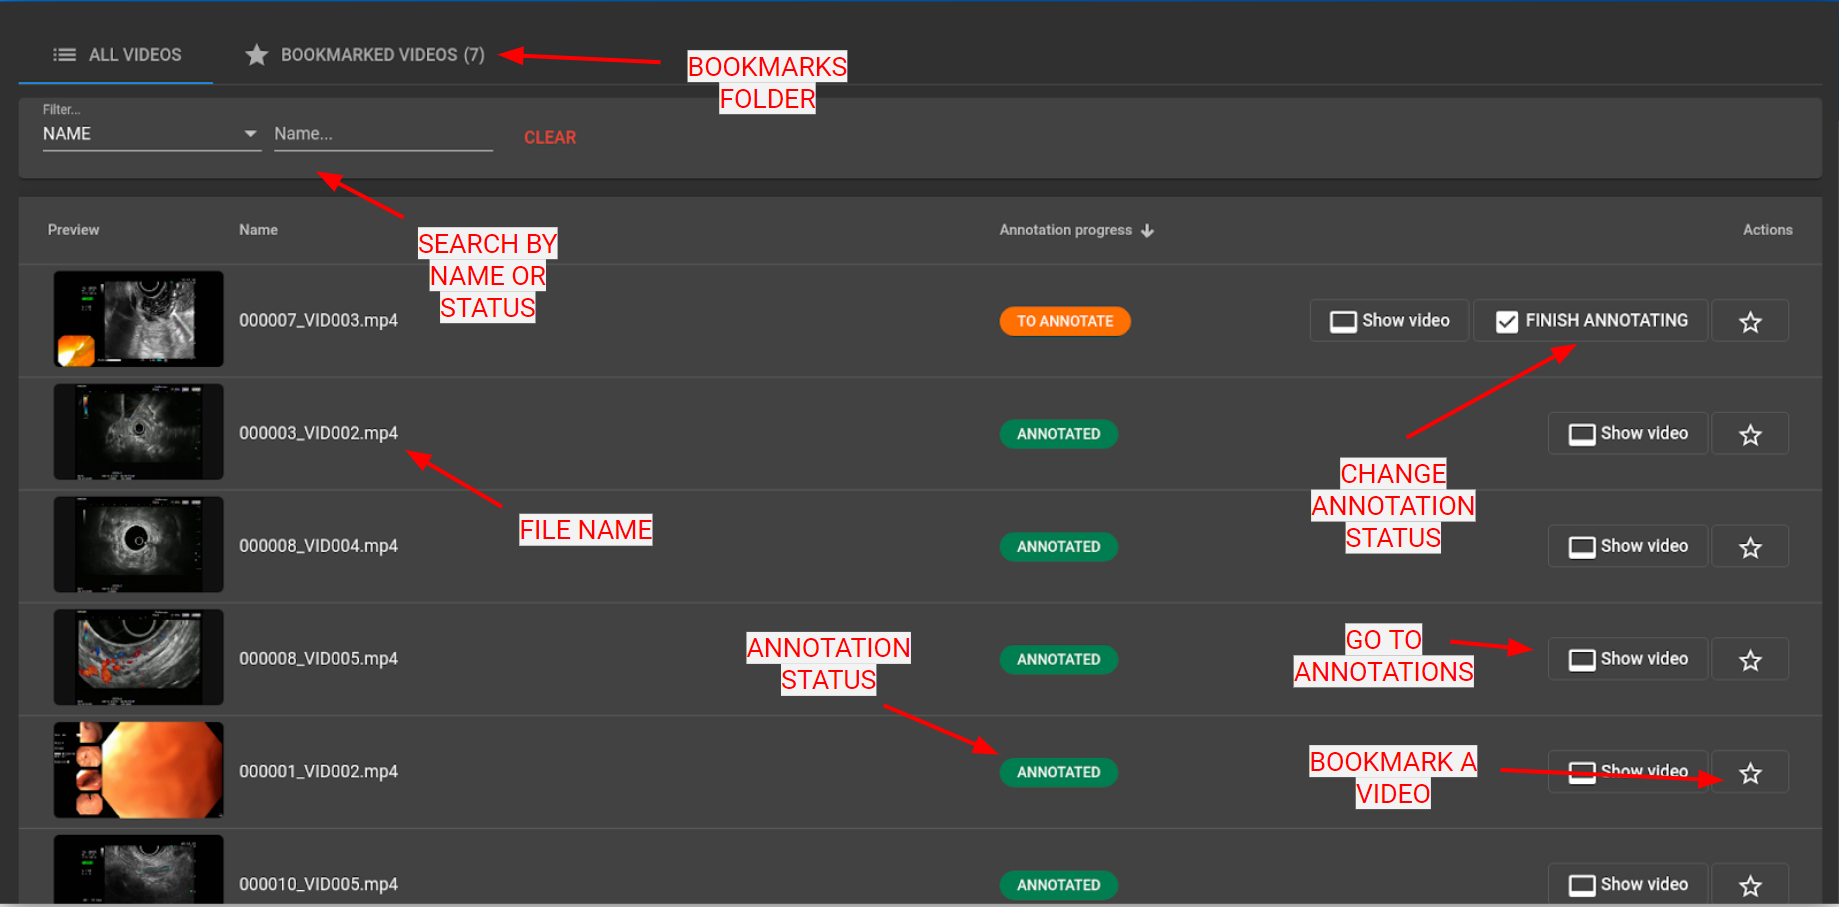 ALL VIDEOS
BOOKMARKED VIDEOS (7)
BOOKMARKS
FOLDER
Filter...
NAME
Name...
CLEAR
SEARCH BY
NAME OR
STATUS
Preview
Name
Annotation progress
Actions
000007_VID003.mp4
TO ANNOTATE
Show video
FINISH ANNOTATING
000003_VID002.mp4
ANNOTATED
Show video
CHANGE
ANNOTATION
STATUS
FILE NAME
000008_VID004.mp4
ANNOTATED
Show video
ANNOTATION
STATUS
GO TO
ANNOTATIONS
000008_VID005.mp4
ANNOTATED
Show video
BOOKMARK A
VIDEO
000001_VID002.mp4
ANNOTATED
Show video
000010_VID005.mp4
ANNOTATED
Show video